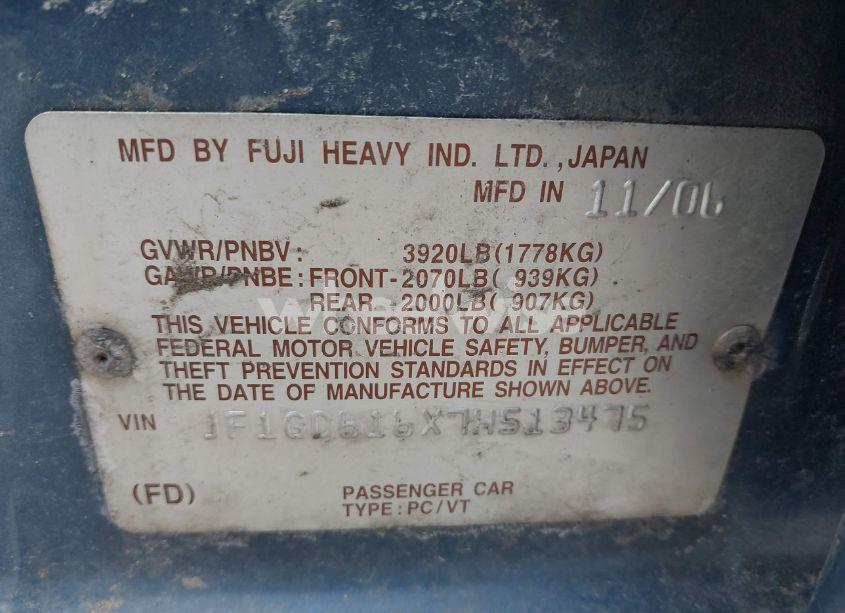 MFD BY FUJI HEAVY IND. LTD., JAPAN
MFD IN 11/06
GVWR/PNBV: 3920LB(1778KG)
GAWR/PNBE: FRONT-2070LB( 939KG)
REAR -2000LB( 907KG)
THIS VEHICLE CONFORMS TO ALL APPLICABLE
FEDERAL MOTOR VEHICLE SAFETY, BUMPER, AND
THEFT PREVENTION STANDARDS IN EFFECT ON
THE DATE OF MANUFACTURE SHOWN ABOVE.
VIN JF1GD616X7H513475
(FD) PASSENGER CAR
TYPE: PC/VT